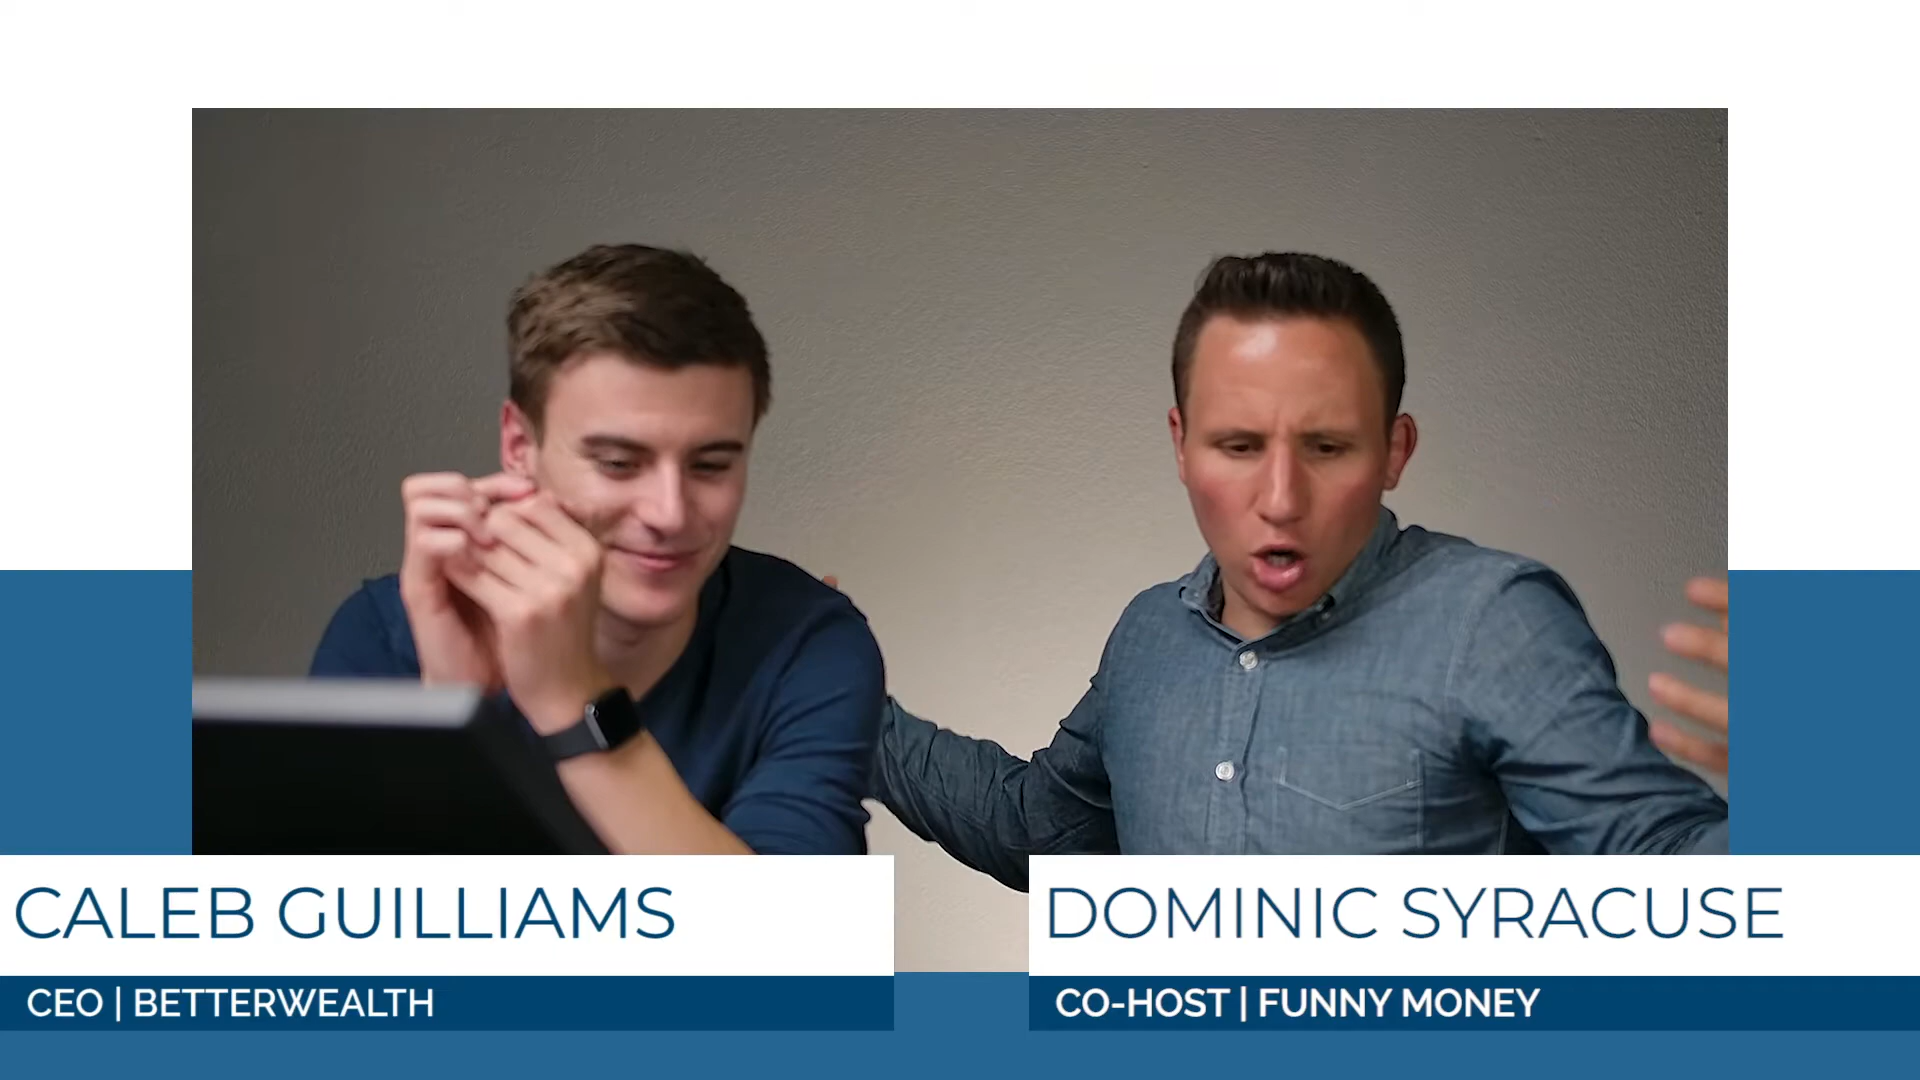 CALEB GUILLIAMS
CEO | BETTERWEALTH
DOMINIC SYRACUSE
CO-HOST | FUNNY MONEY